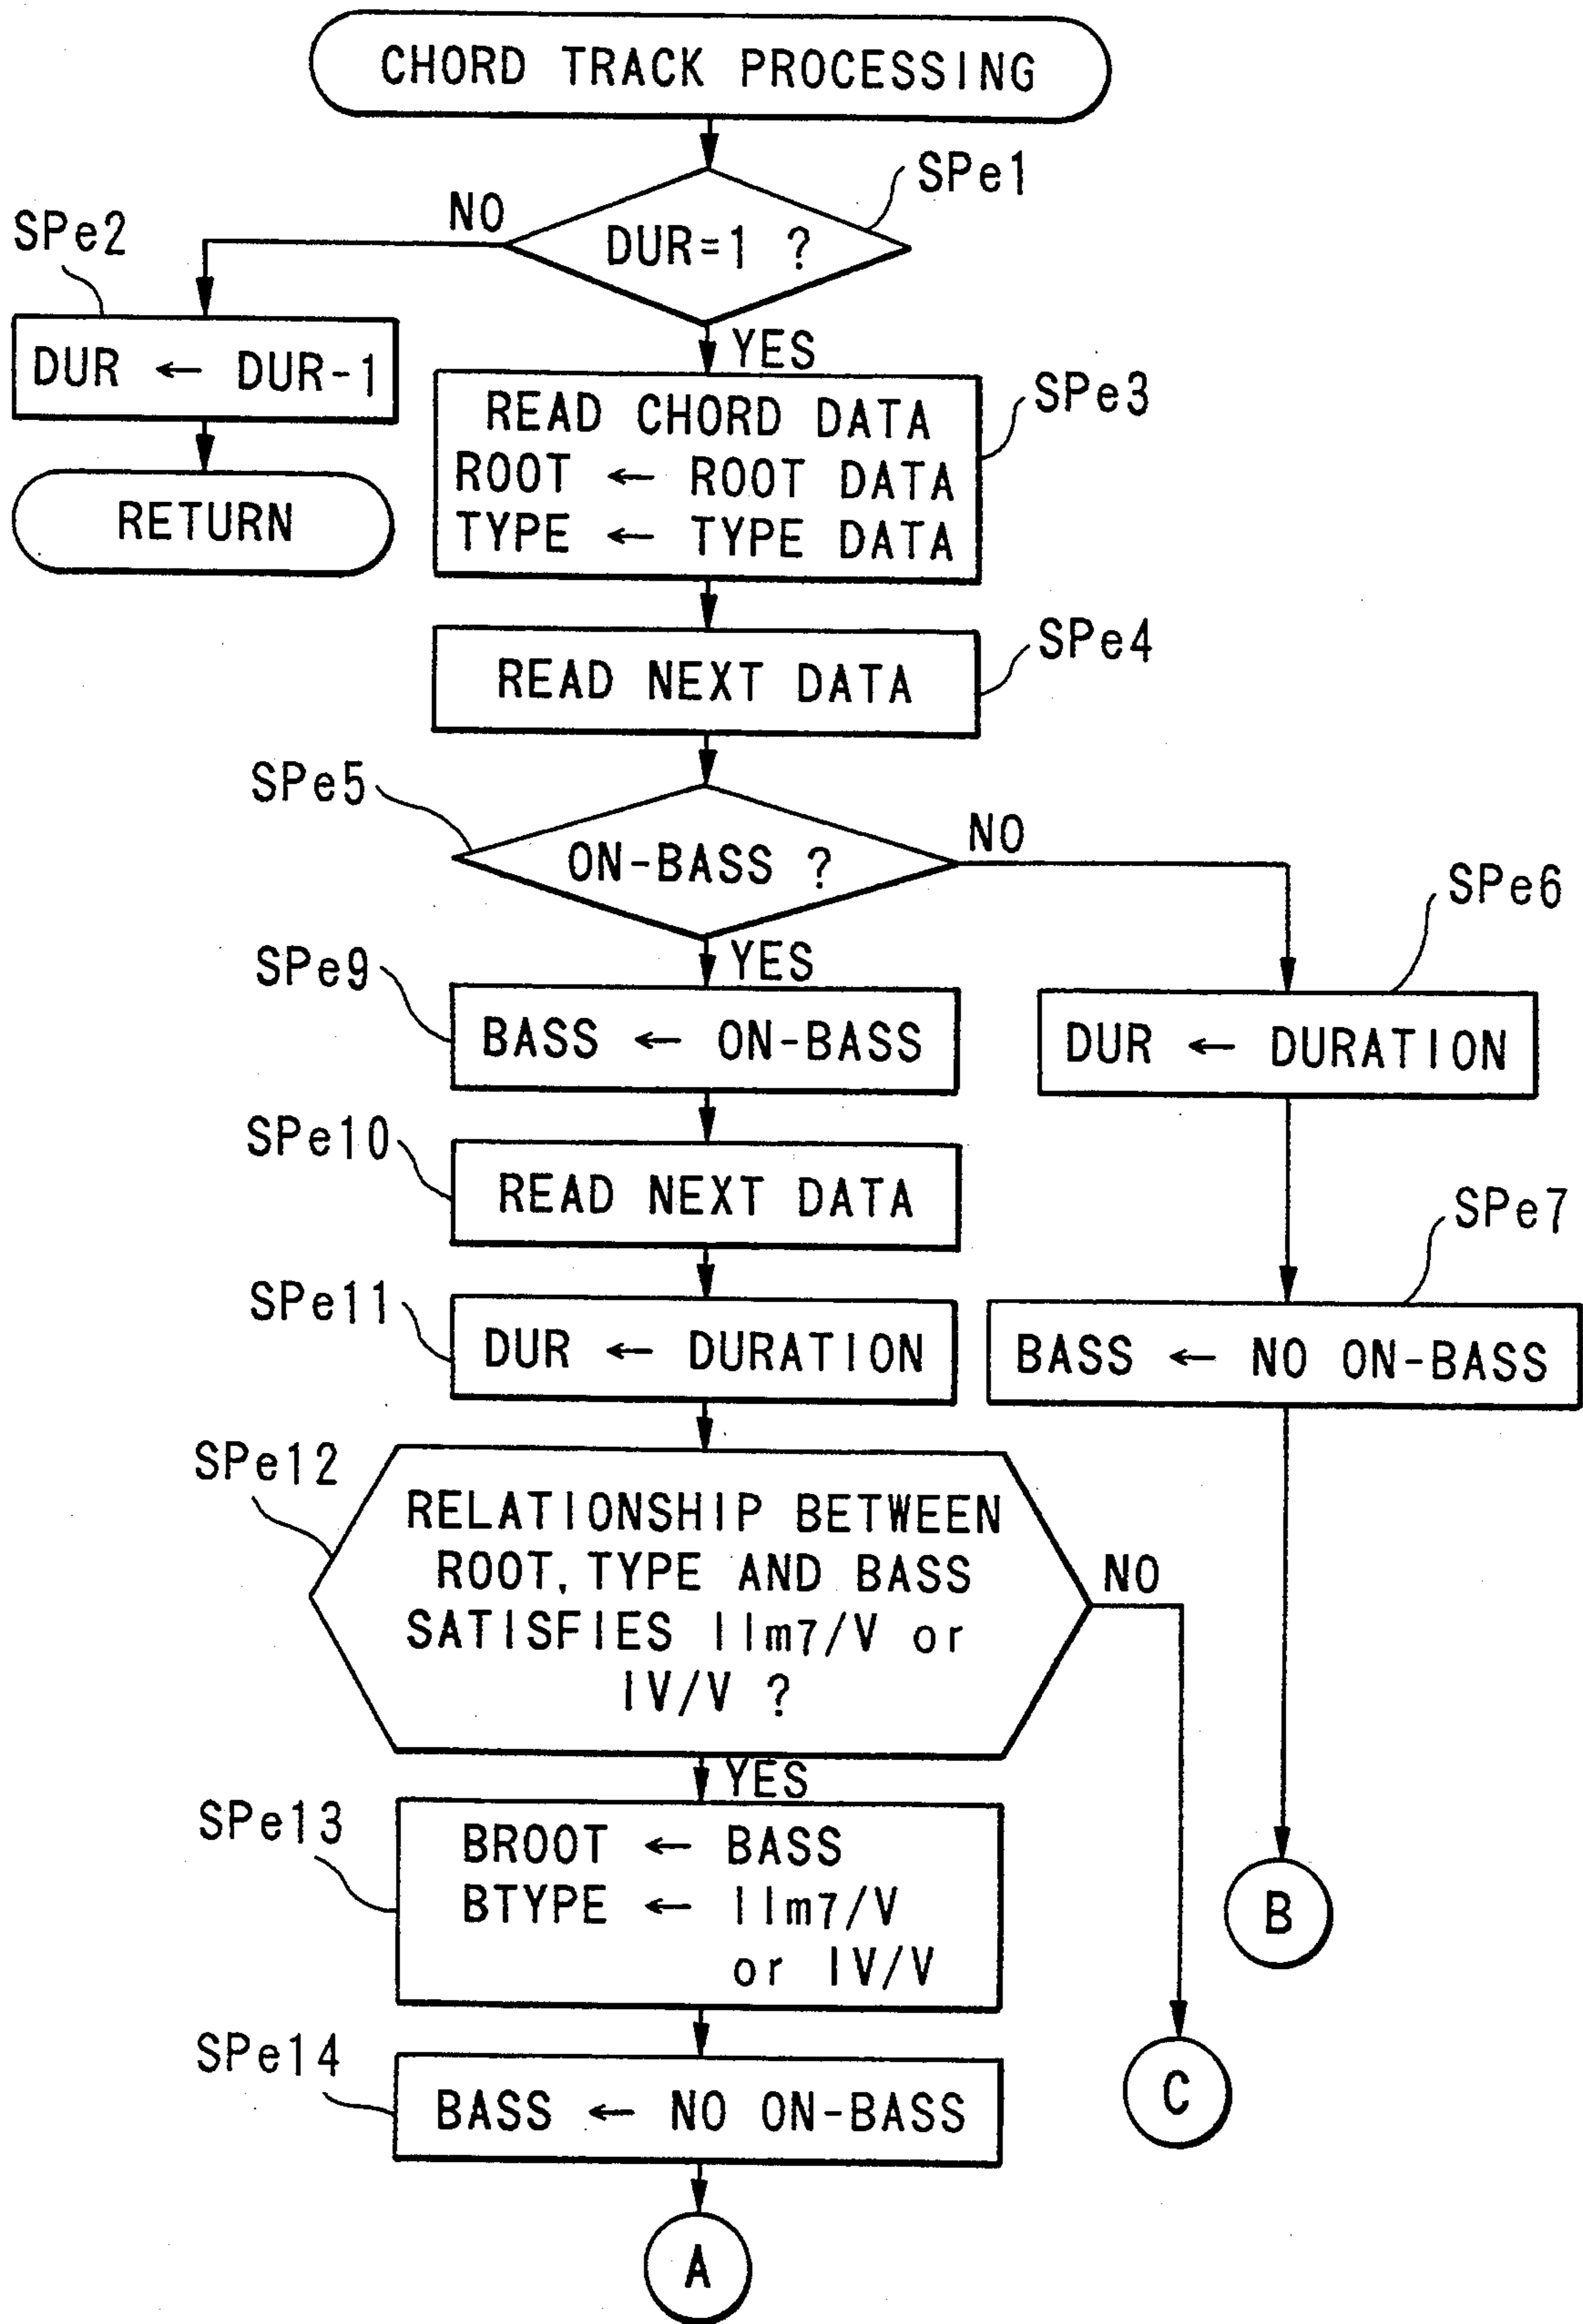 CHORD TRACK PROCESSING
SPe1
DUR=1 ?
NO
YES
SPe2
DUR ← DUR-1
RETURN
SPe3
READ CHORD DATA
ROOT ← ROOT DATA
TYPE ← TYPE DATA
SPe4
READ NEXT DATA
SPe5
ON-BASS ?
NO
YES
SPe6
DUR ← DURATION
SPe9
BASS ← ON-BASS
SPe10
READ NEXT DATA
SPe7
BASS ← NO ON-BASS
SPe11
DUR ← DURATION
SPe12
RELATIONSHIP BETWEEN
ROOT, TYPE AND BASS
SATISFIES IIm7/V or
IV/V ?
NO
YES
SPe13
BROOT ← BASS
BTYPE ← IIm7/V
or IV/V
B
SPe14
BASS ← NO ON-BASS
C
A